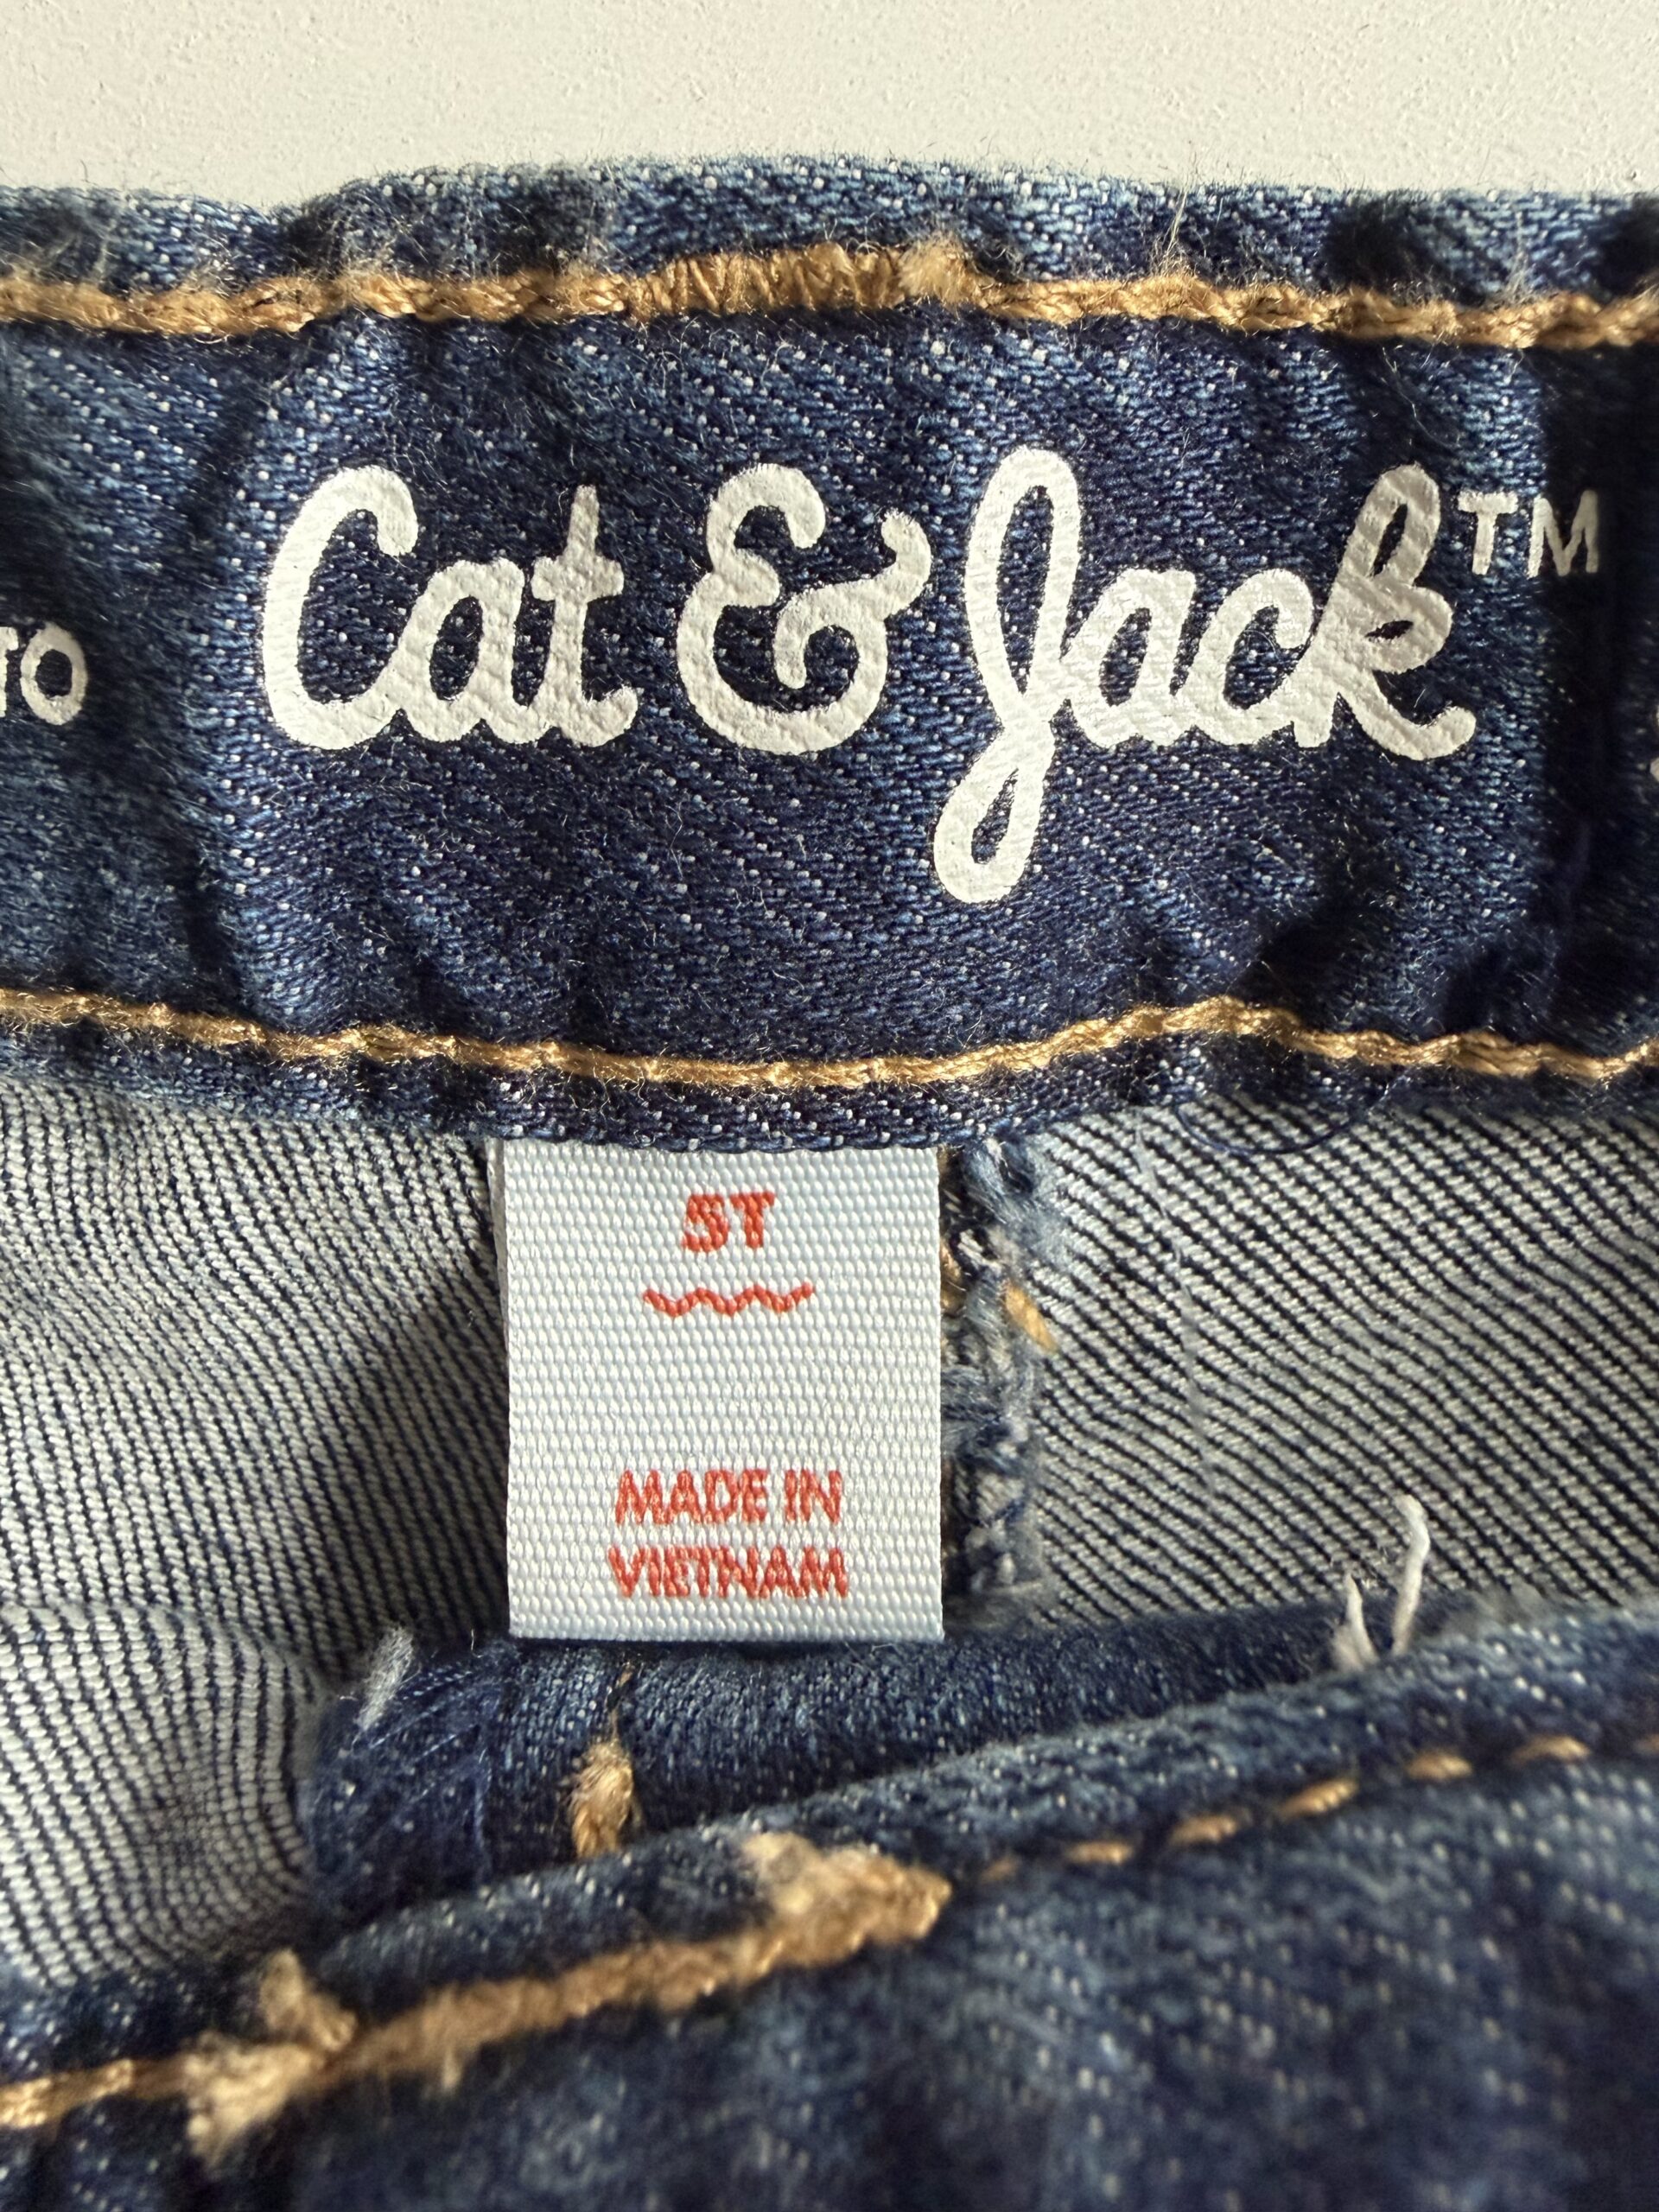 Cat & Jack™
5T
MADE IN
VIETNAM